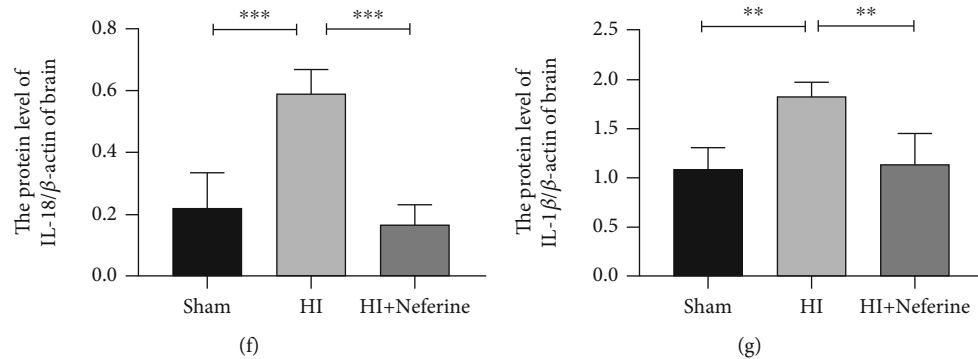 The protein level of
IL-18/β-actin of brain
0.8
0.6
0.4
0.2
0.0
***
***
Sham
HI
HI+Neferine
(f)
The protein level of
IL-1β/β-actin of brain
2.5
2.0
1.5
1.0
0.5
0.0
**
**
Sham
HI
HI+Neferine
(g)